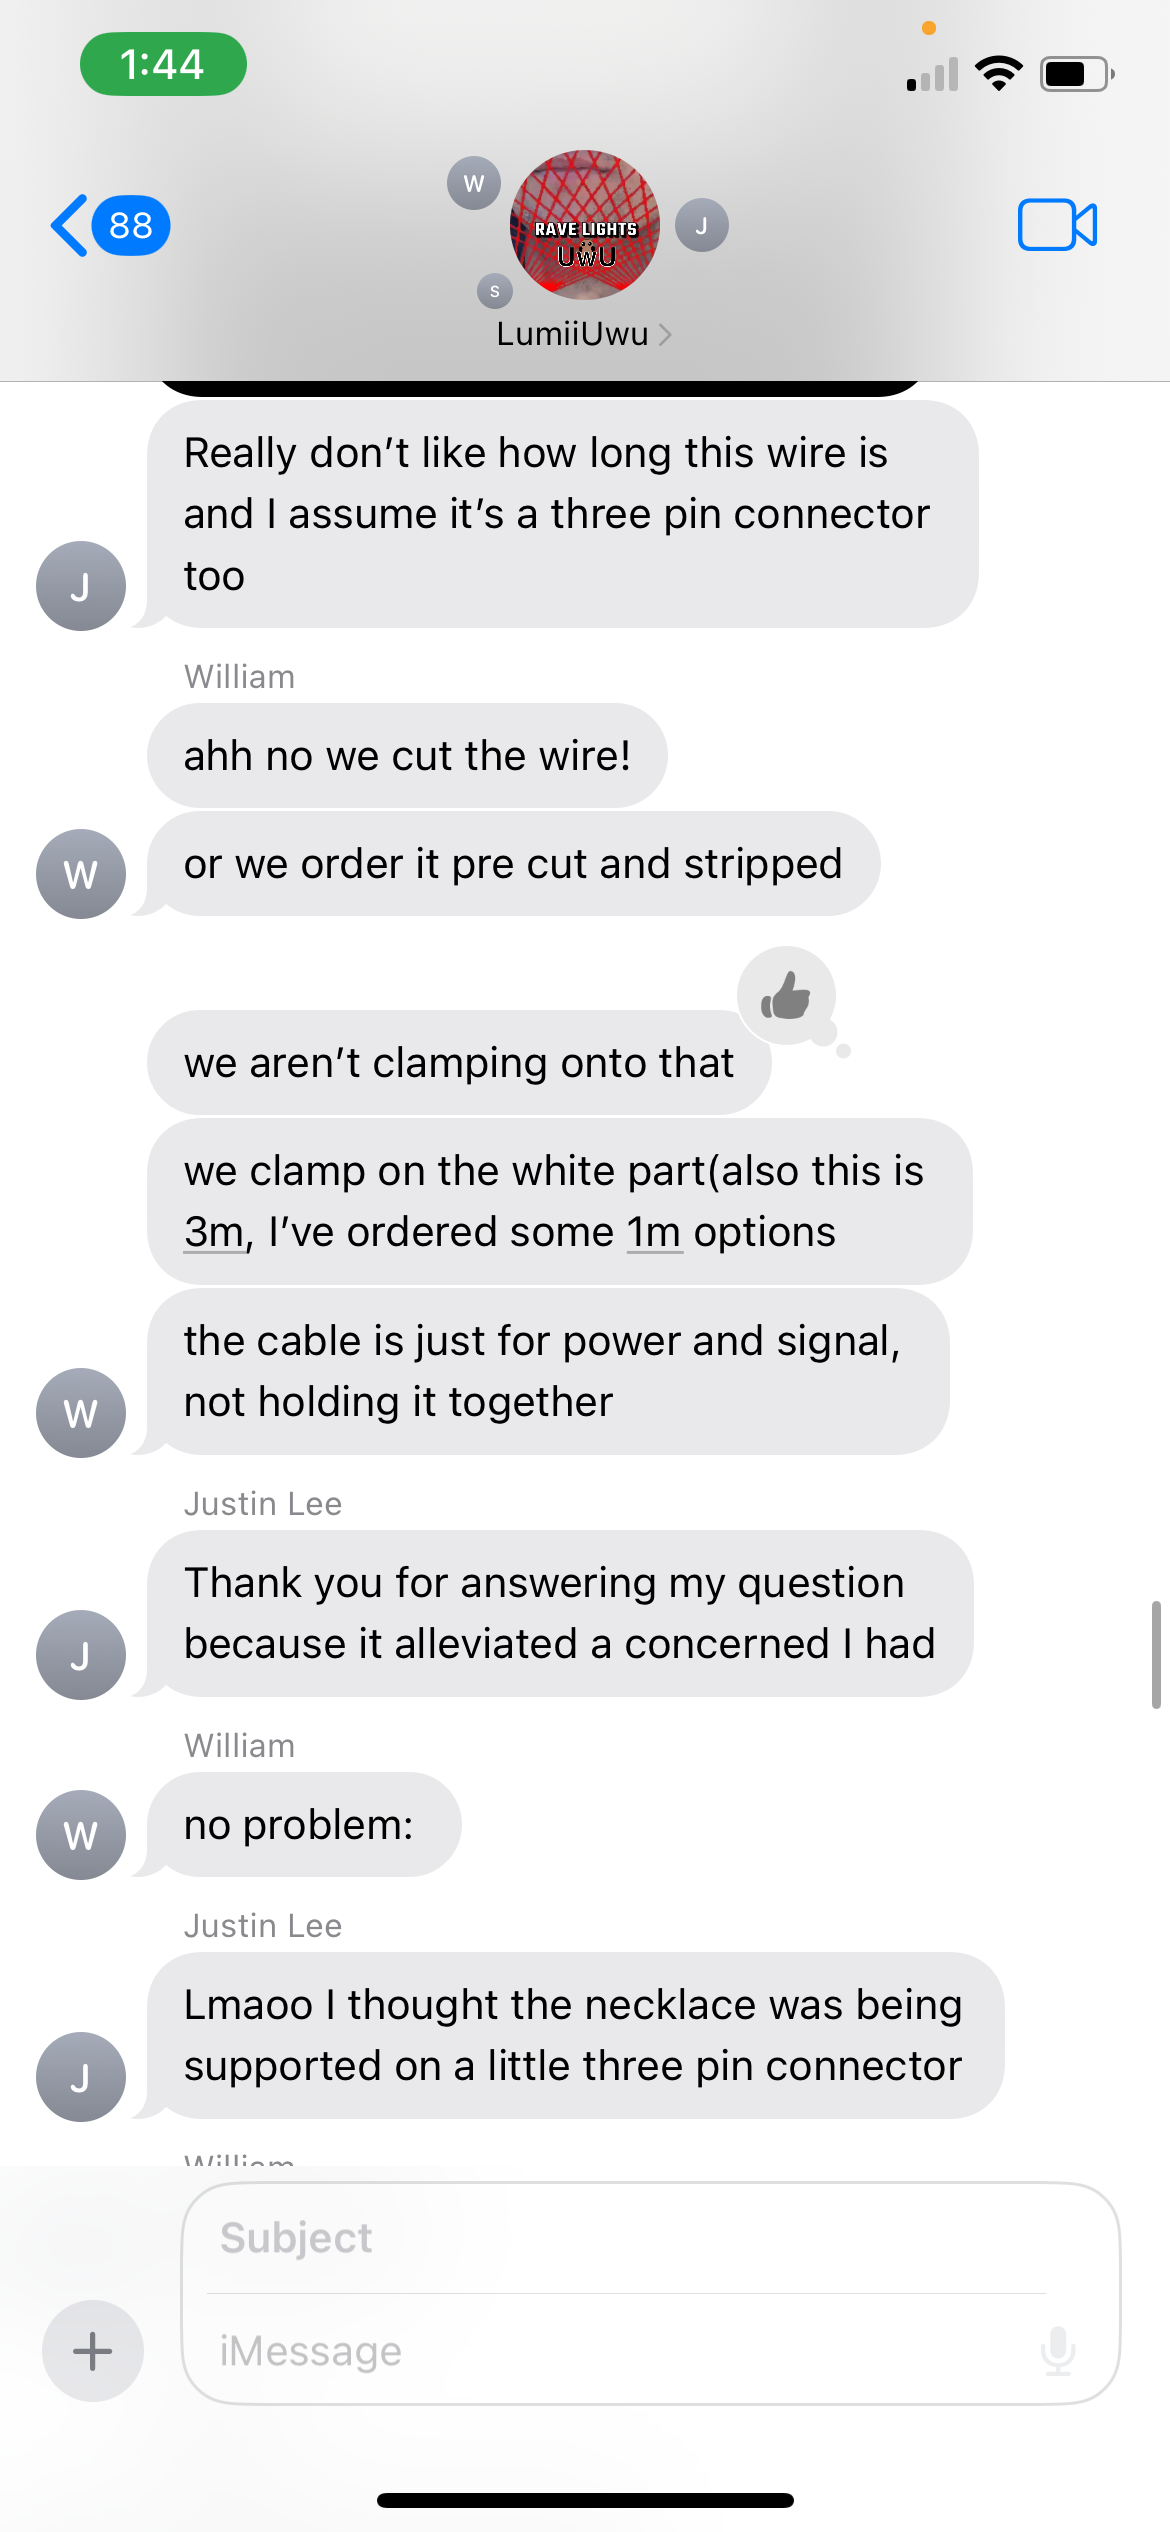 1:44
88
W
RAVE LIGHTS
UWU
J
S
LumiiUwu
Really don’t like how long this wire is
and I assume it’s a three pin connector
too
J
William
ahh no we cut the wire!
or we order it pre cut and stripped
W
we aren’t clamping onto that
we clamp on the white part(also this is
3m, I’ve ordered some 1m options
the cable is just for power and signal,
not holding it together
W
Justin Lee
Thank you for answering my question
because it alleviated a concerned I had
J
William
no problem:
W
Justin Lee
Lmaoo I thought the necklace was being
supported on a little three pin connector
J
William
Subject
iMessage